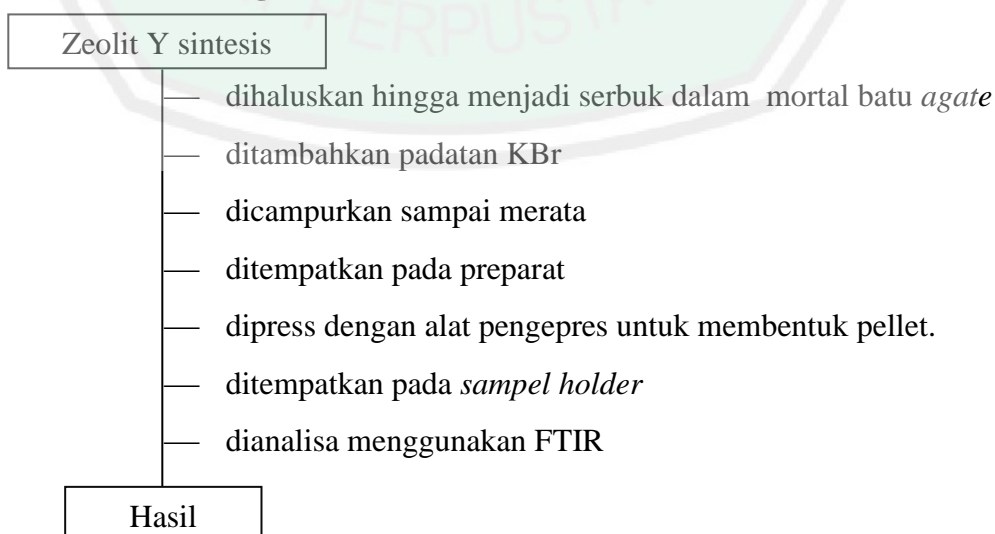 PERPUSTA
Zeolit Y sintesis
dihaluskan hingga menjadi serbuk dalam mortal batu agate
ditambahkan padatan KBr
dicampurkan sampai merata
ditempatkan pada preparat
dipress dengan alat pengepres untuk membentuk pellet.
ditempatkan pada sampel holder
dianalisa menggunakan FTIR
Hasil